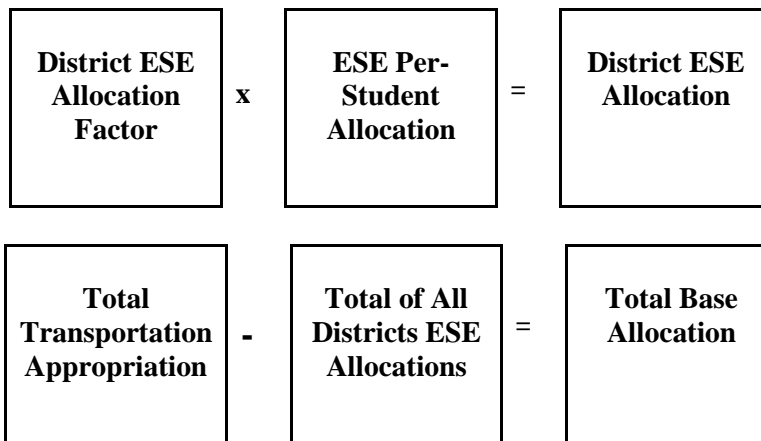 District ESE
Allocation
Factor
x
ESE Per-
Student
Allocation
=
District ESE
Allocation
Total
Transportation
Appropriation
-
Total of All
Districts ESE
Allocations
=
Total Base
Allocation